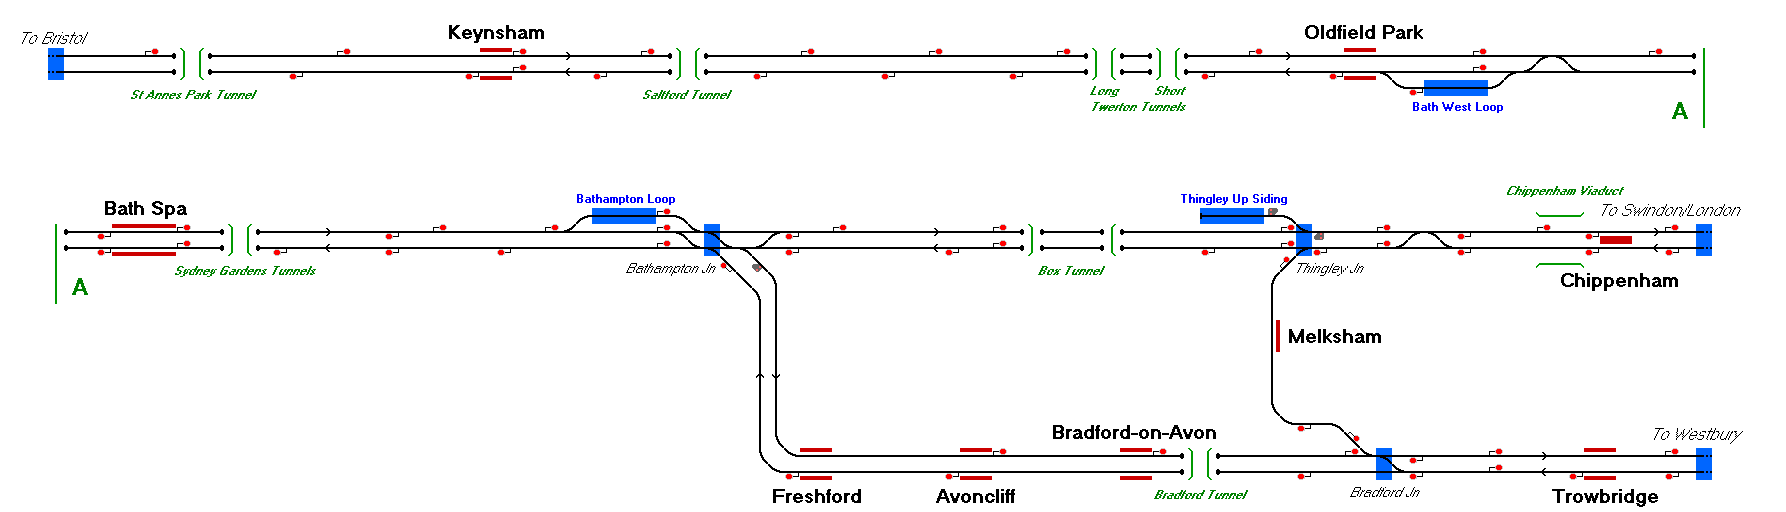 To Bristol
Keynsham
Oldfield Park
St Annes Park Tunnel
Saltford Tunnel
Long
Short
Twerton Tunnels
Bath West Loop
A
Bath Spa
Bathampton Loop
Thingley Up Siding
Chippenham Viaduct
To Swindon/London
Sydney Gardens Tunnels
Bathampton Jn
Box Tunnel
Thingley Jn
Chippenham
A
Melksham
Bradford-on-Avon
To Westbury
Freshford
Avoncliff
Bradford Tunnel
Bradford Jn
Trowbridge